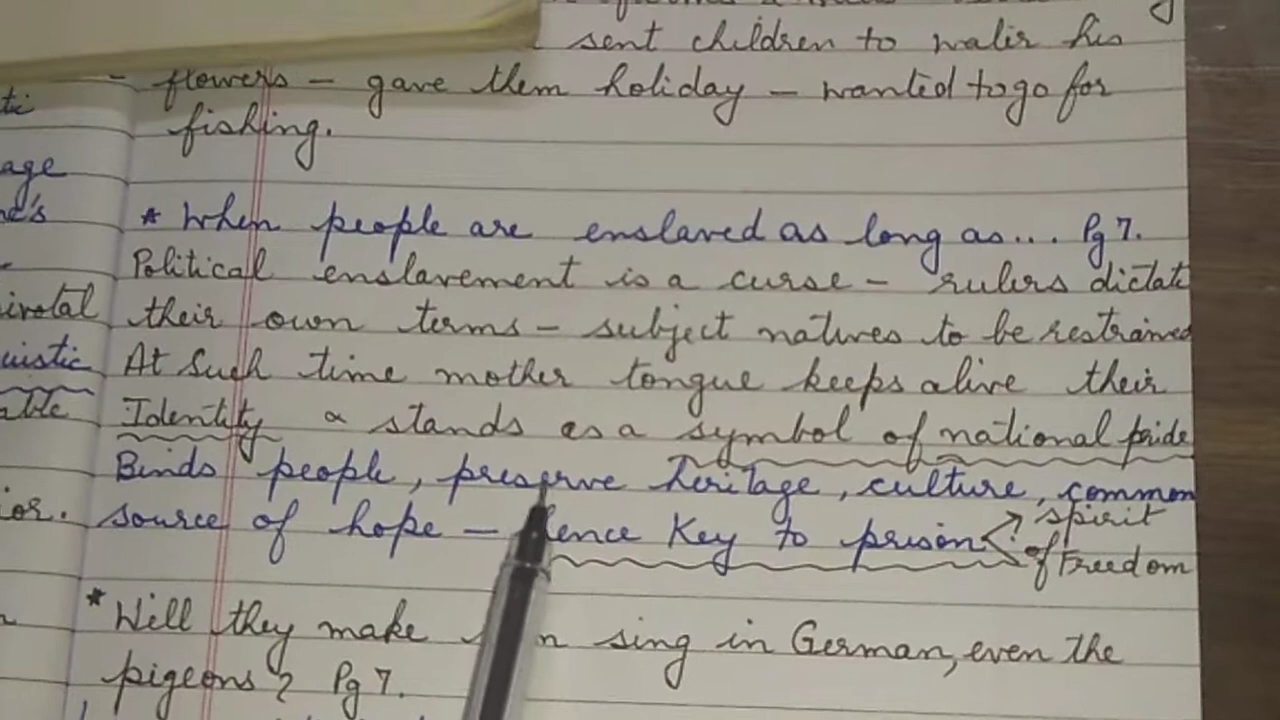 sent children to water his
- flowers - gave them holiday - wanted to go for
fishing.
tic
age
* When people are enslaved as long as... Pg 7.
Political enslavement is a curse - rulers dictate
their own terms - subject natives to be restrained
uistic At Such time mother tongue keeps alive their
Identity & stands as a symbol of national pride
Binds people, preserve heritage, culture, common
ior. source of hope - Hence Key to prison spirit
of Freedom
* Will they make sing in German, even the
pigeons? Pg 7.